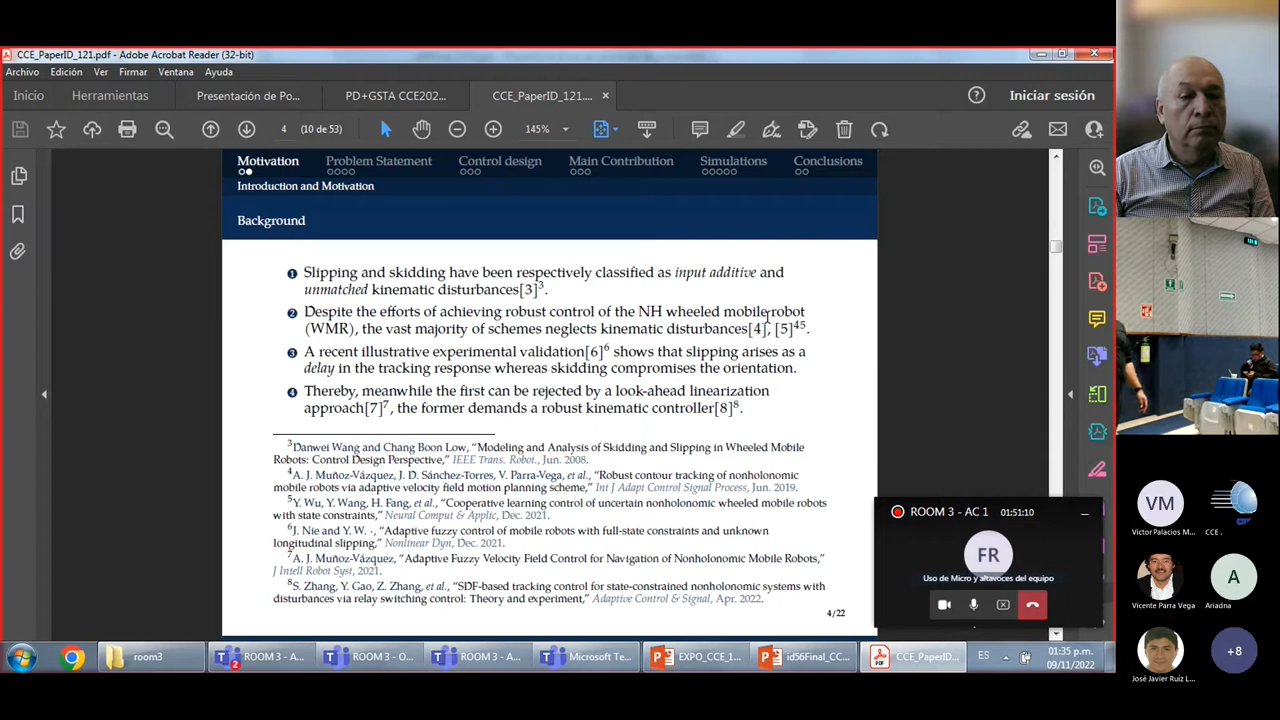 CCE_PaperID_121.pdf - Adobe Acrobat Reader (32-bit)
Archivo Edición Ver Firmar Ventana Ayuda
Inicio Herramientas Presentación de Po... PD+GSTA CCE202... CCE_PaperID_121.... × Iniciar sesión
4 (10 de 53) 145%
Motivation Problem Statement Control design Main Contribution Simulations Conclusions
Introduction and Motivation
Background
1 Slipping and skidding have been respectively classified as input additive and
unmatched kinematic disturbances[3]3.
2 Despite the efforts of achieving robust control of the NH wheeled mobile robot
(WMR), the vast majority of schemes neglects kinematic disturbances[4], [5]45.
3 A recent illustrative experimental validation[6]6 shows that slipping arises as a
delay in the tracking response whereas skidding compromises the orientation.
4 Thereby, meanwhile the first can be rejected by a look-ahead linearization
approach[7]7, the former demands a robust kinematic controller[8]8.
3Danwei Wang and Chang Boon Low, “Modeling and Analysis of Skidding and Slipping in Wheeled Mobile
Robots: Control Design Perspective,” IEEE Trans. Robot., Jun. 2008.
4A. J. Muñoz-Vázquez, J. D. Sánchez-Torres, V. Parra-Vega, et al., “Robust contour tracking of nonholonomic
mobile robots via adaptive velocity field motion planning scheme,” Int J Adapt Control Signal Process, Jun. 2019.
5Y. Wu, Y. Wang, H. Fang, et al., “Cooperative learning control of uncertain nonholonomic wheeled mobile robots
with state constraints,” Neural Comput & Applic, Dec. 2021.
6J. Nie and Y. W. -, “Adaptive fuzzy control of mobile robots with full-state constraints and unknown
longitudinal slipping,” Nonlinear Dyn, Dec. 2021.
7A. J. Muñoz-Vázquez, “Adaptive Fuzzy Velocity Field Control for Navigation of Nonholonomic Mobile Robots,”
J Intell Robot Syst, 2021.
8S. Zhang, Y. Gao, Z. Zhang, et al., “SDF-based tracking control for state-constrained nonholonomic systems with
disturbances via relay switching control: Theory and experiment,” Adaptive Control & Signal, Apr. 2022.
4/22
ROOM 3 - AC 1 01:51:10
FR
Uso de Micro y altavoces del equipo
VM
Victor Palacios M... CCE .
A
Vicente Parra Vega Ariadna
+8
José Javier Ruiz L...
room3 2 ROOM 3 - A... ROOM 3 - O... ROOM 3 - A... Microsoft Te... EXPO_CCE_1... id56Final_CC... CCE_PaperID... ES 01:35 p.m.
09/11/2022